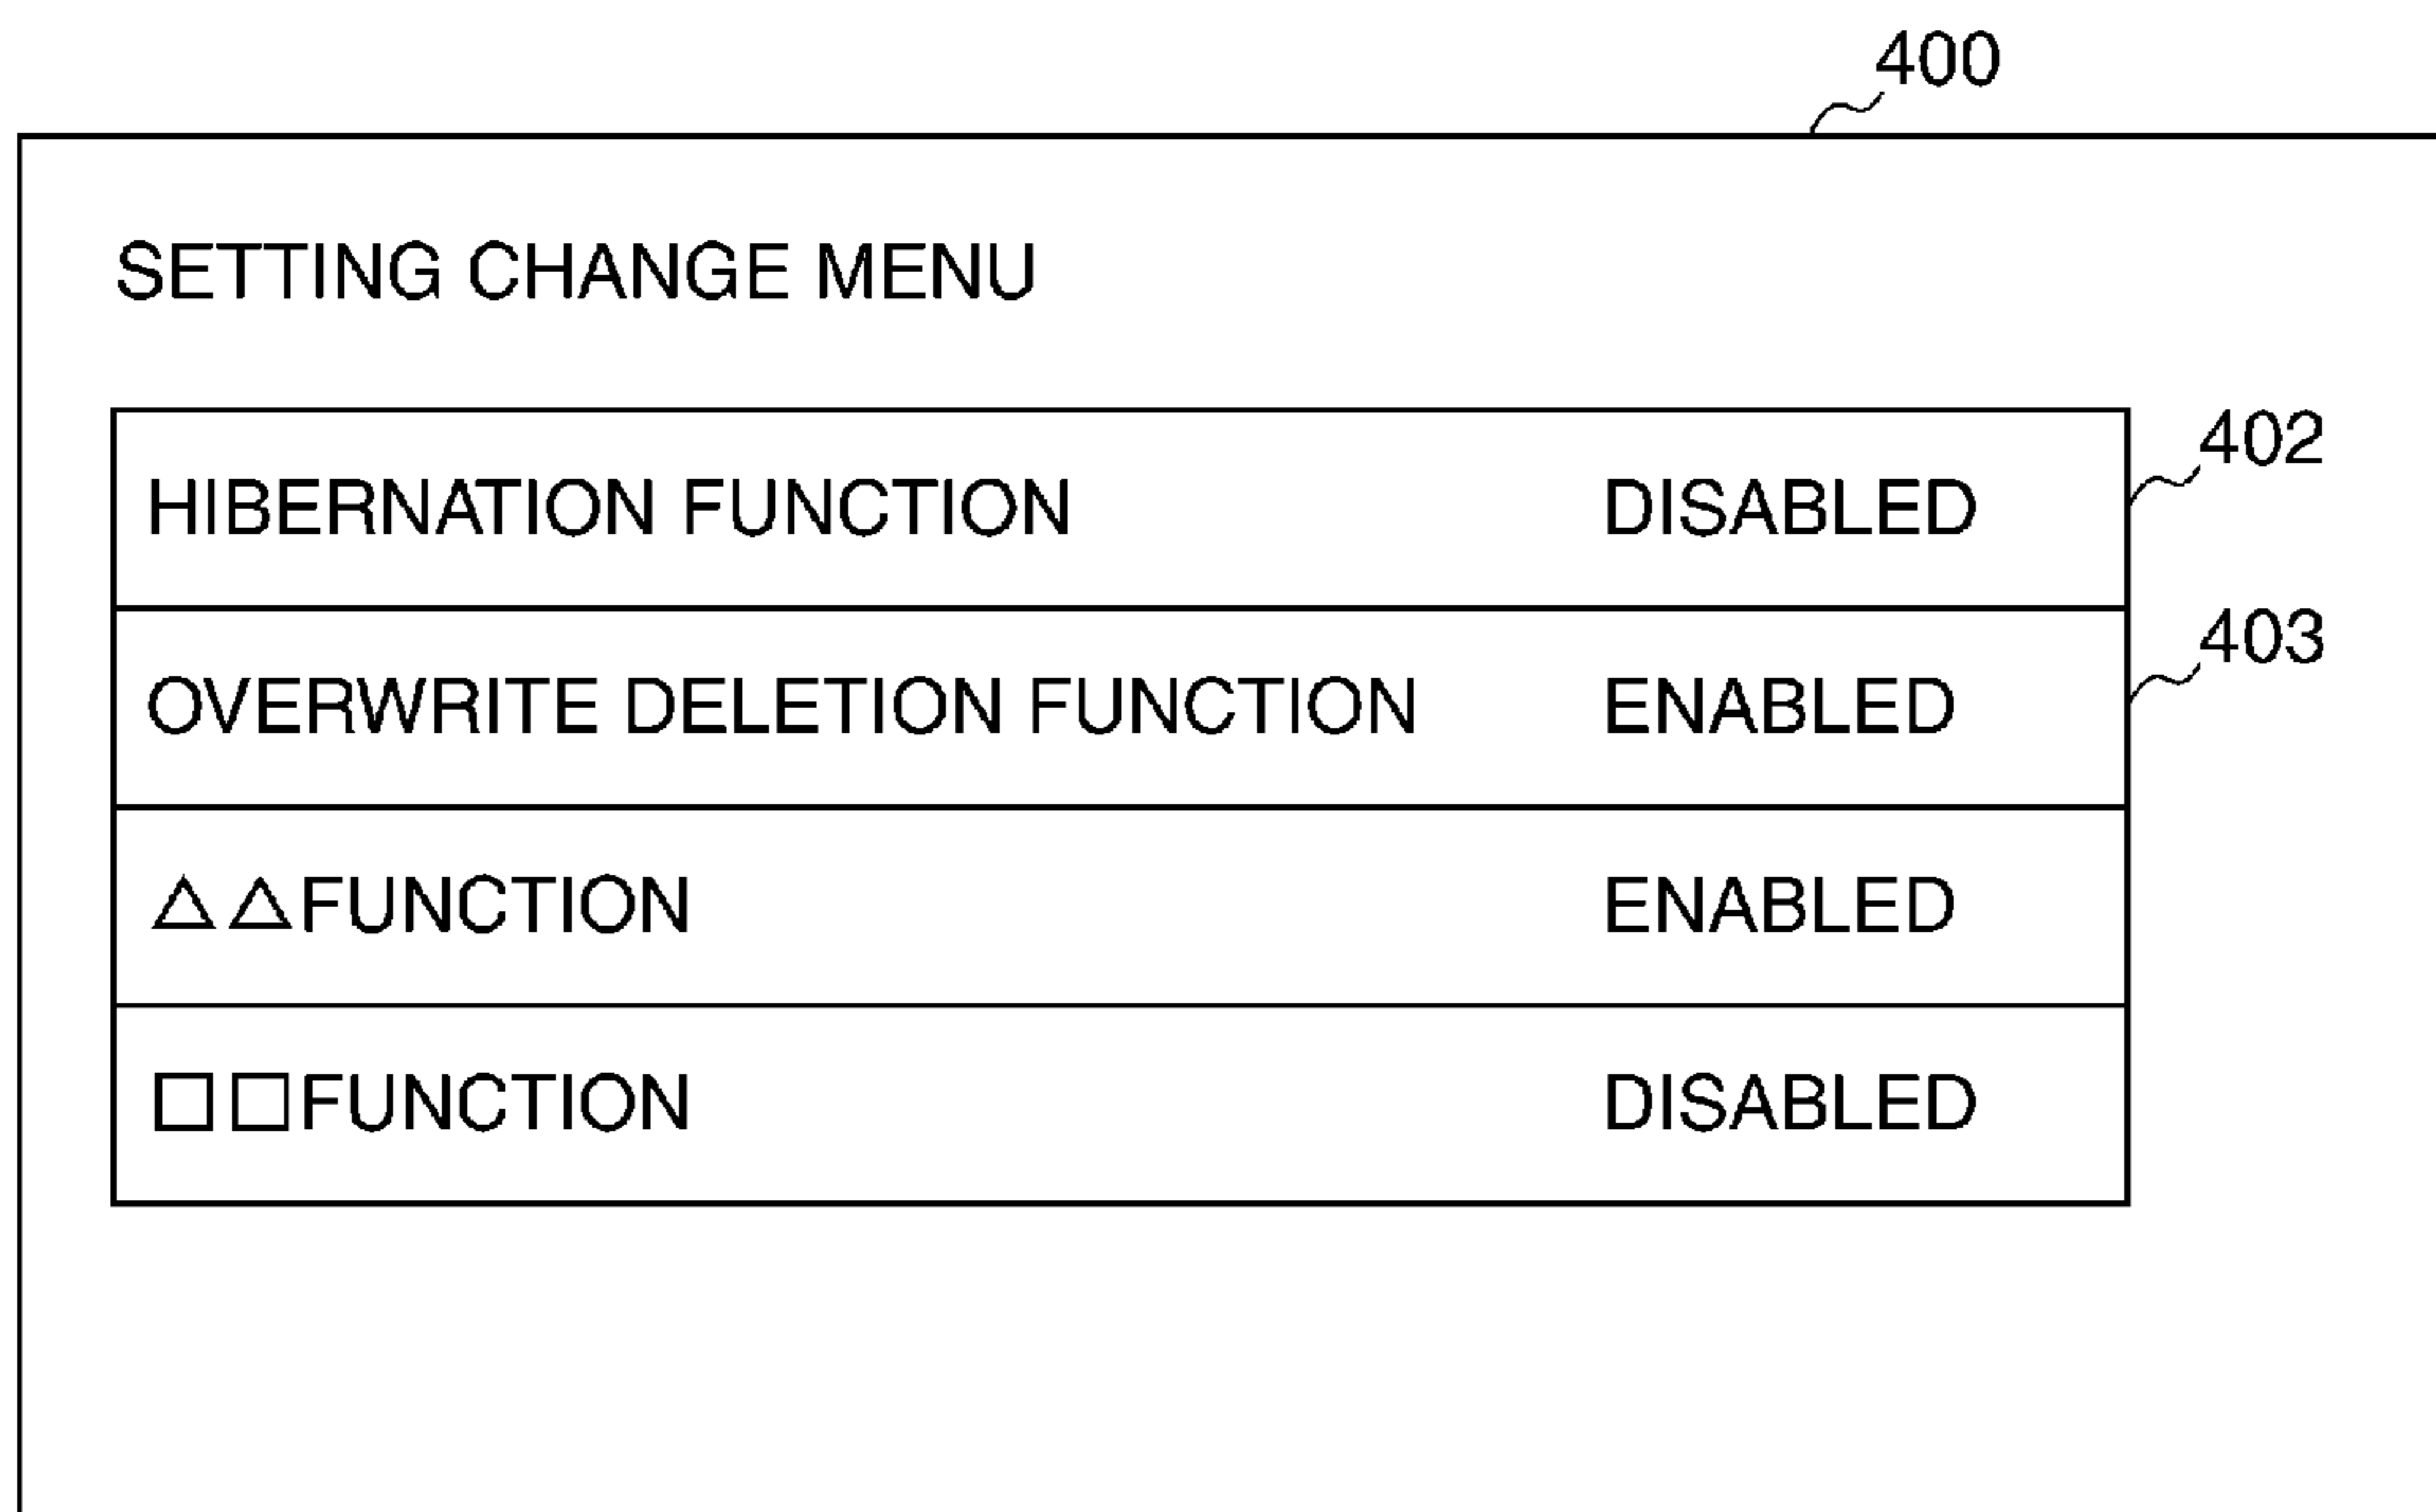 400
SETTING CHANGE MENU
HIBERNATION FUNCTION DISABLED 402
OVERWRITE DELETION FUNCTION ENABLED 403
△△FUNCTION ENABLED
□□FUNCTION DISABLED